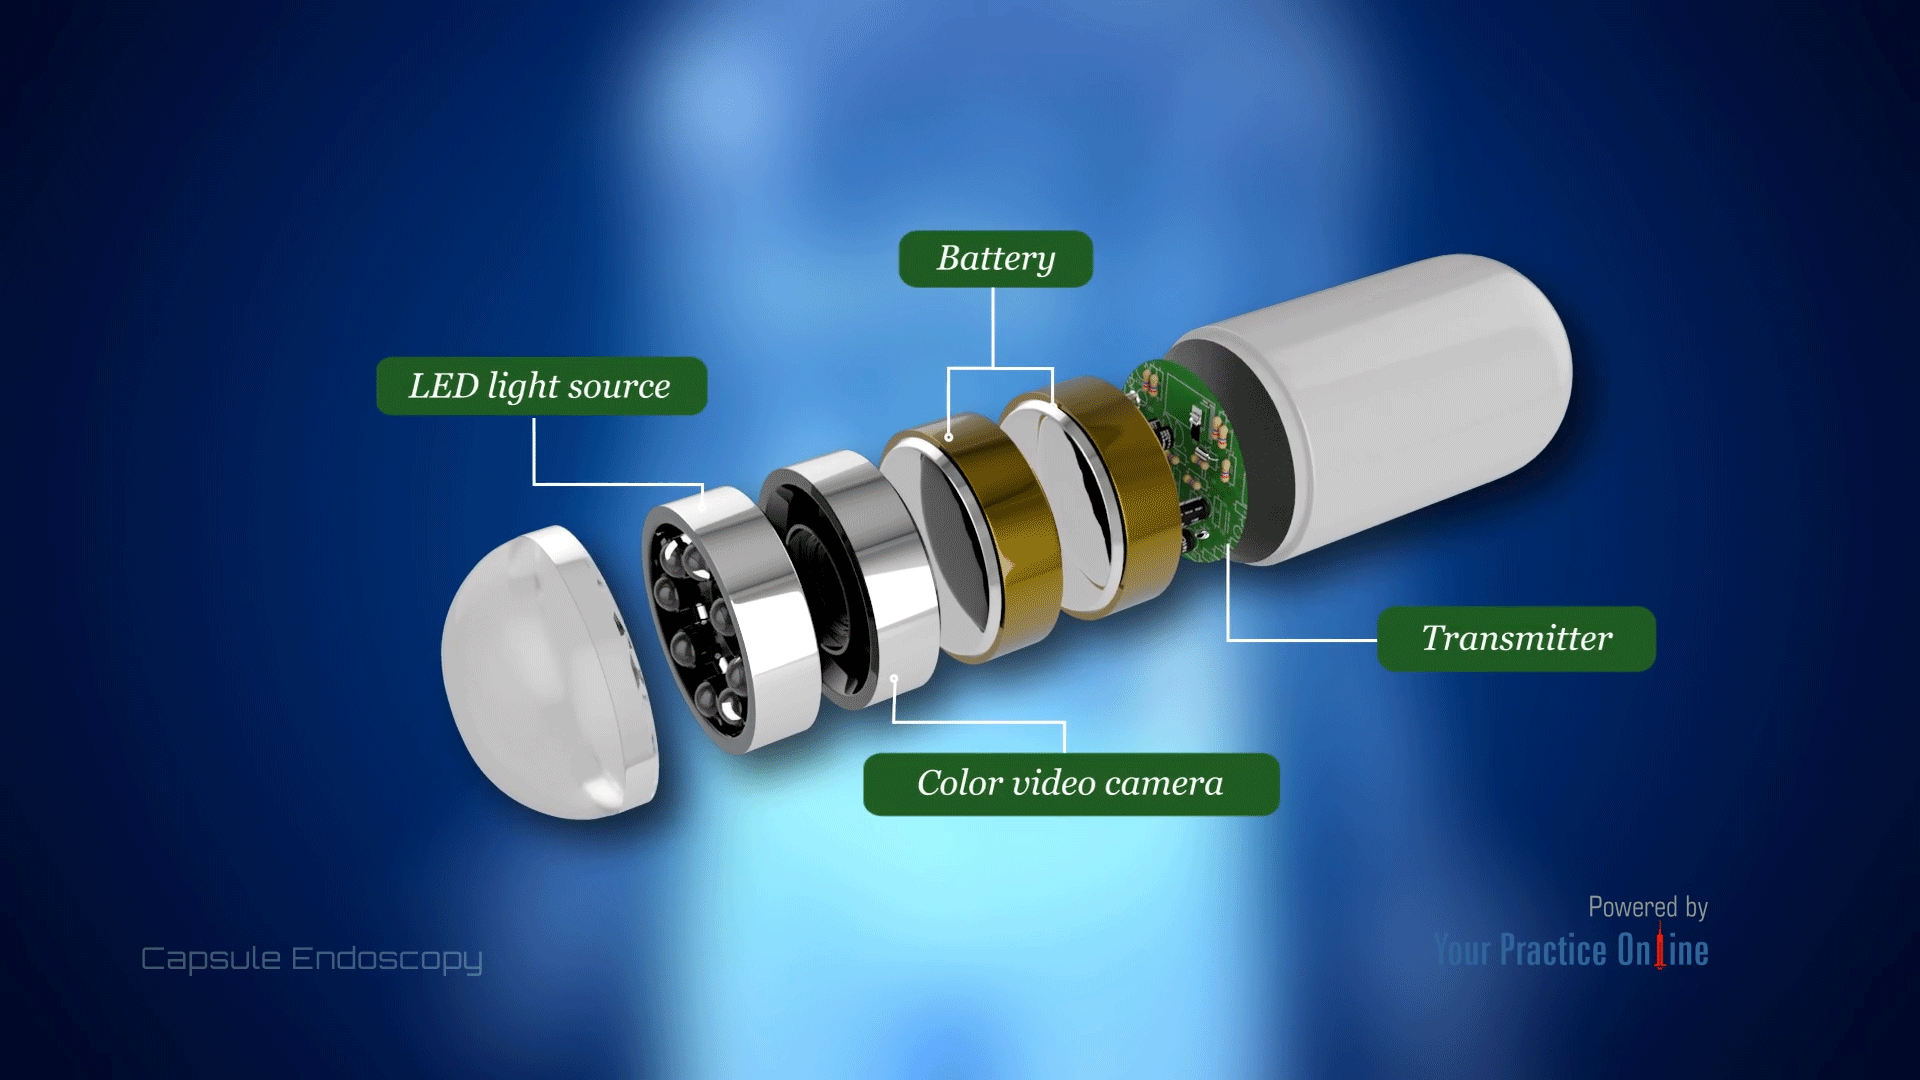 Battery
LED light source
Transmitter
Color video camera
Powered by
Your Practice Online
Capsule Endoscopy